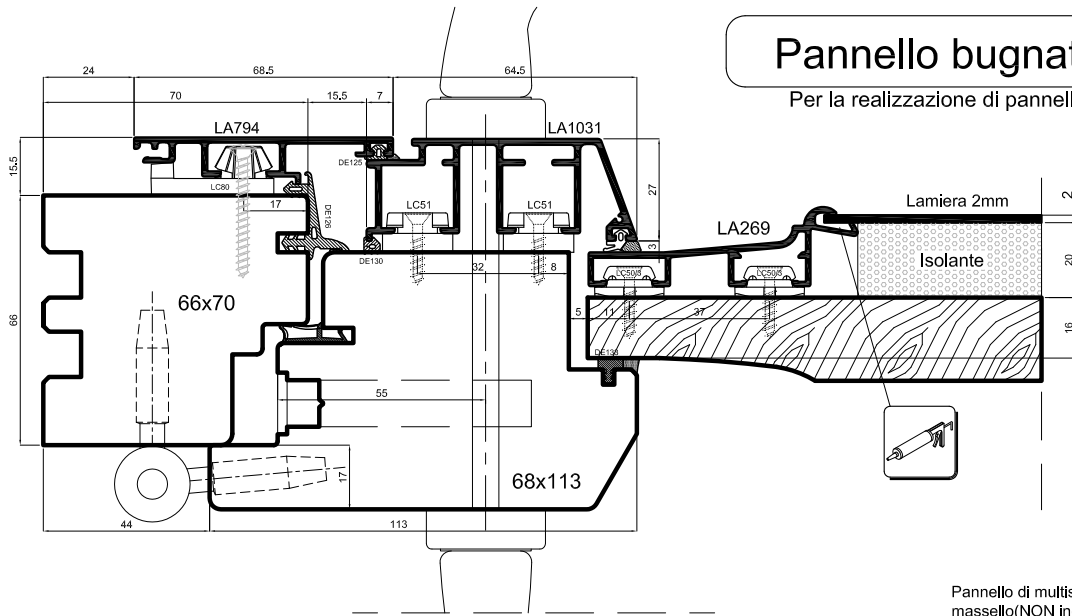 Pannello bugnat
Per la realizzazione di pannell
24
68.5
64.5
70
15.5
7
LA794
LA1031
DE125
15.5
LC80
17
DE126
LC51
LC51
27
3
LA269
Lamiera 2mm
2
DE130
Isolante
20
32
8
LC50/3
LC50/3
66x70
5
11
37
66
16
DE133
55
17
68x113
44
113
Pannello di multis
massello(NON in